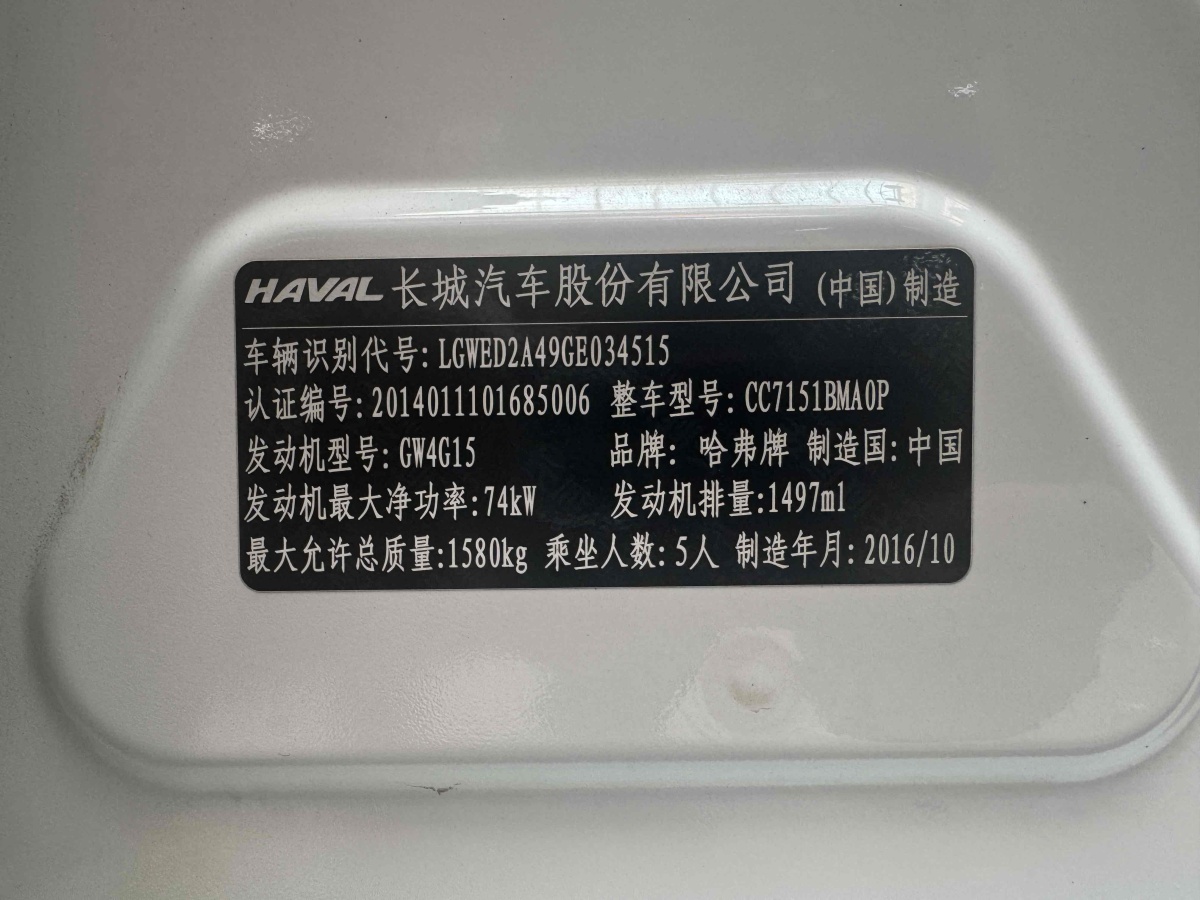 HAVAL 长城汽车股份有限公司 (中国)制造
车辆识别代号:LGWED2A49GE034515
认证编号:2014011101685006 整车型号:CC7151BMA0P
发动机型号:GW4G15 品牌: 哈弗牌 制造国:中国
发动机最大净功率:74kW 发动机排量:1497ml
最大允许总质量:1580kg 乘坐人数:5人 制造年月:2016/10